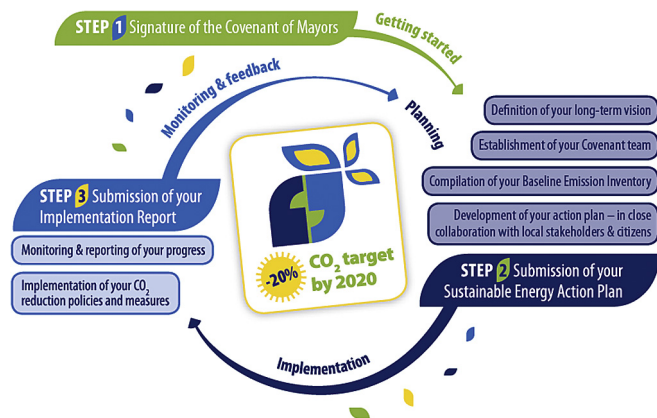 STEP 1 Signature of the Covenant of Mayors
Getting started
Monitoring & feedback
Planning
Definition of your long-term vision
Establishment of your Covenant team
Compilation of your Baseline Emission Inventory
Development of your action plan – in close
collaboration with local stakeholders & citizens
STEP 2 Submission of your
Sustainable Energy Action Plan
-20%
CO₂ target
by 2020
STEP 3 Submission of your
Implementation Report
Monitoring & reporting of your progress
Implementation of your CO₂
reduction policies and measures
Implementation